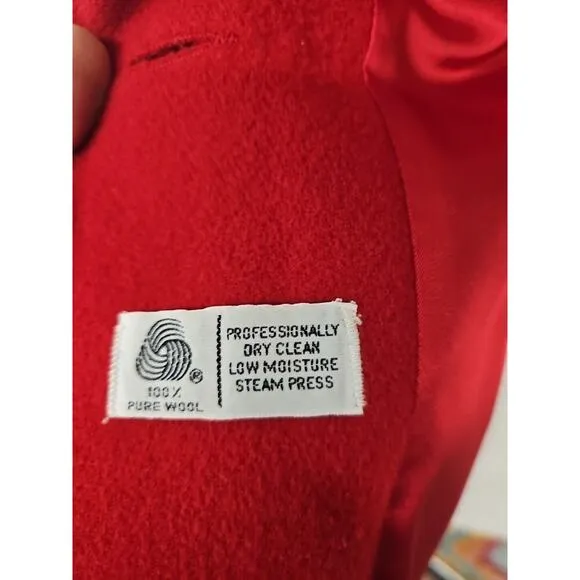 ®
100%
PURE WOOL
PROFESSIONALLY
DRY CLEAN
LOW MOISTURE
STEAM PRESS